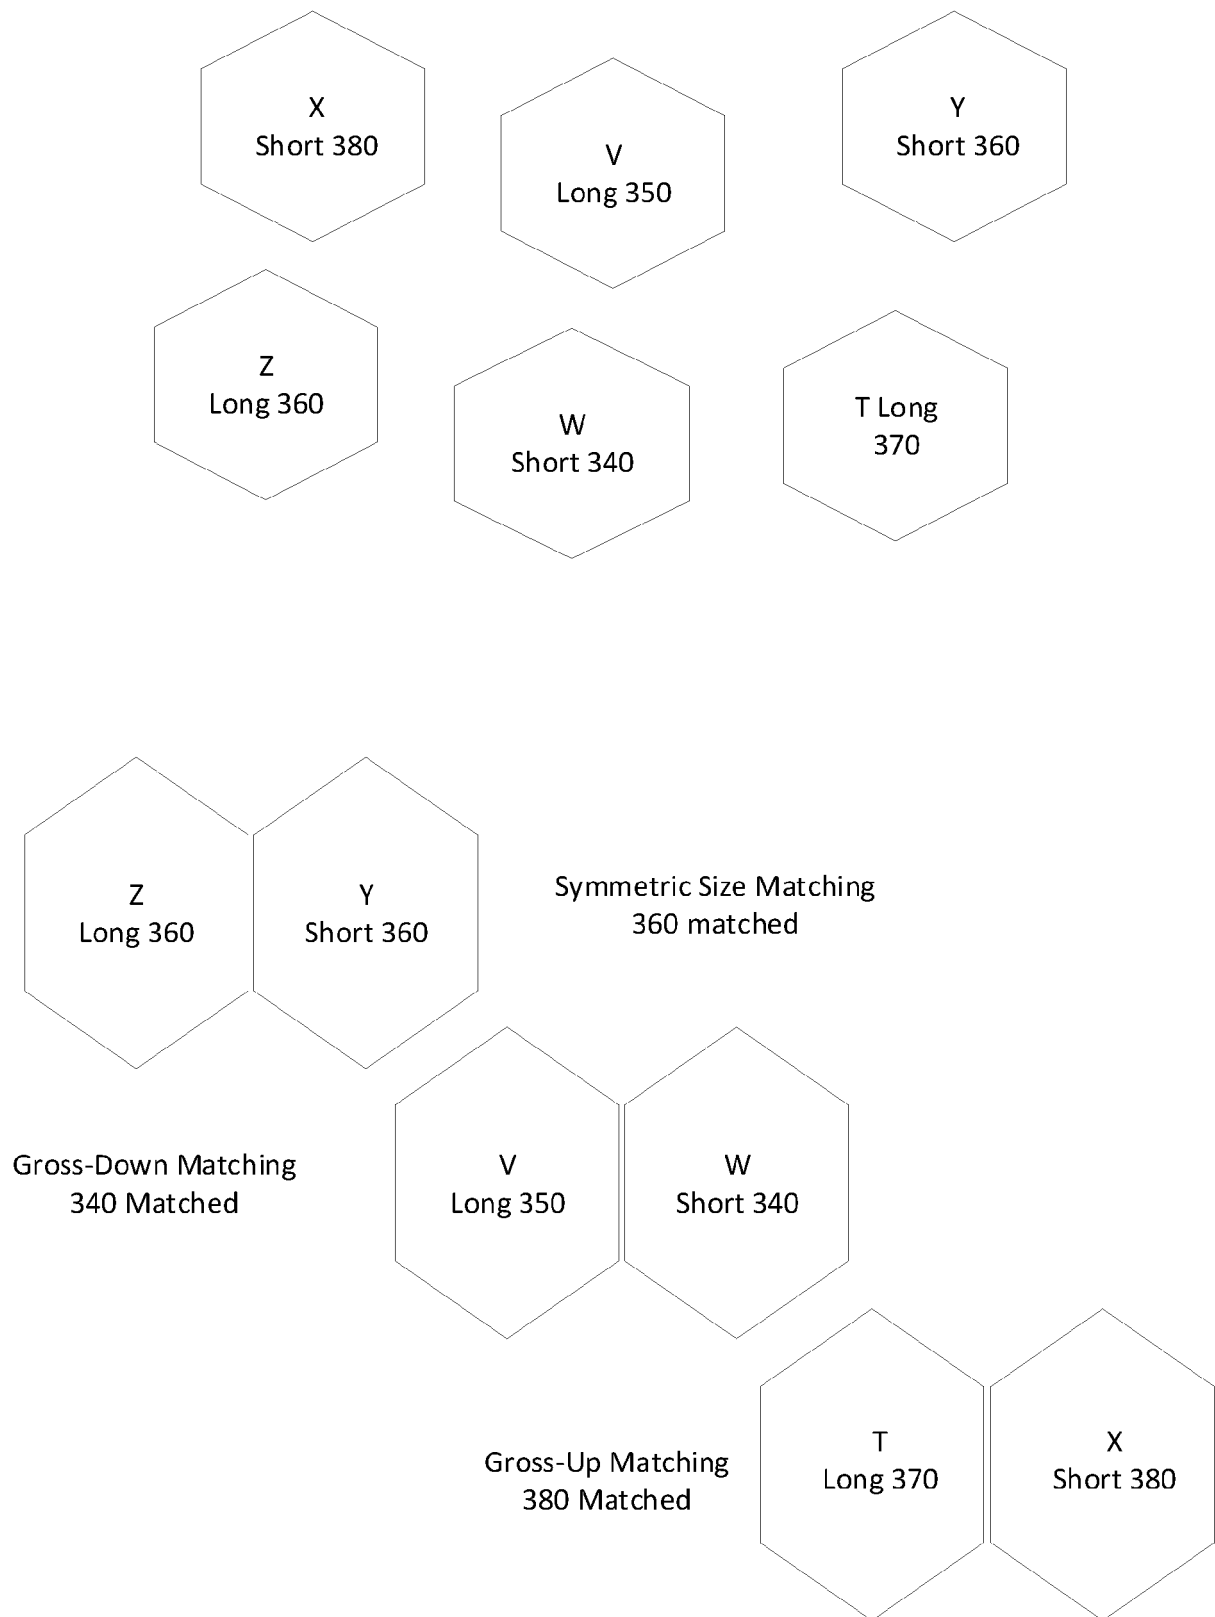 X
Short 380
V
Long 350
Y
Short 360
Z
Long 360
W
Short 340
T Long
370
Z
Long 360
Y
Short 360
Symmetric Size Matching
360 matched
Gross-Down Matching
340 Matched
V
Long 350
W
Short 340
Gross-Up Matching
380 Matched
T
Long 370
X
Short 380